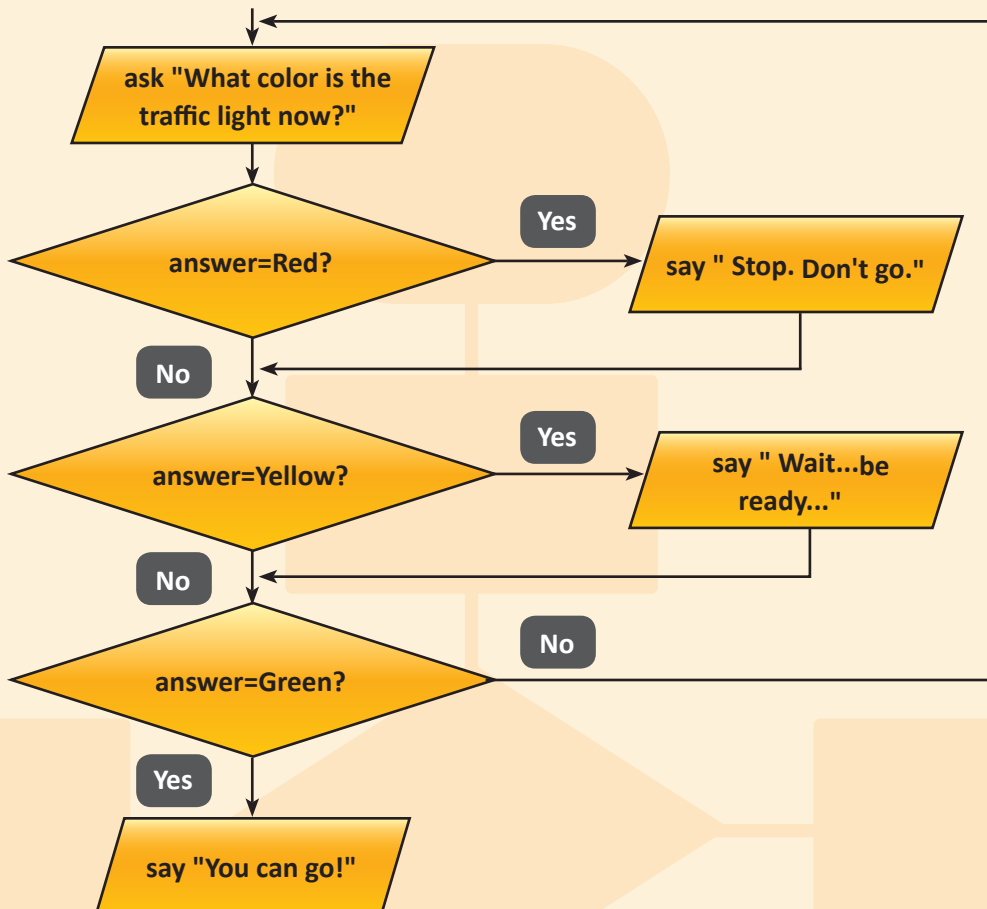 ask "What color is the
traffic light now?"
answer=Red?
Yes
say " Stop. Don't go."
No
answer=Yellow?
Yes
say " Wait...be
ready..."
No
answer=Green?
No
Yes
say "You can go!"